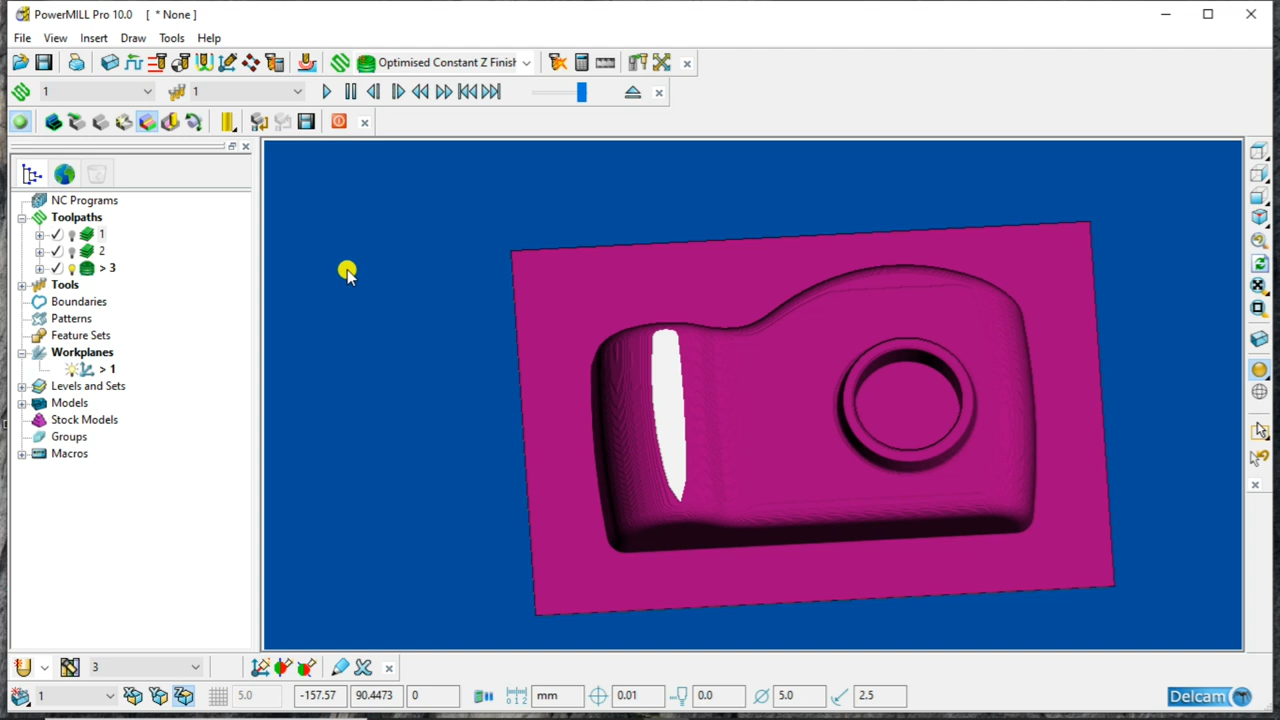 PowerMILL Pro 10.0 [ * None ]
File View Insert Draw Tools Help
Optimised Constant Z Finish
1 1
NC Programs
Toolpaths
1
2
> 3
Tools
Boundaries
Patterns
Feature Sets
Workplanes
> 1
Levels and Sets
Models
Stock Models
Groups
Macros
3
1 5.0 -157.57 90.4473 0 mm 0.01 0.0 5.0 2.5
Delcam